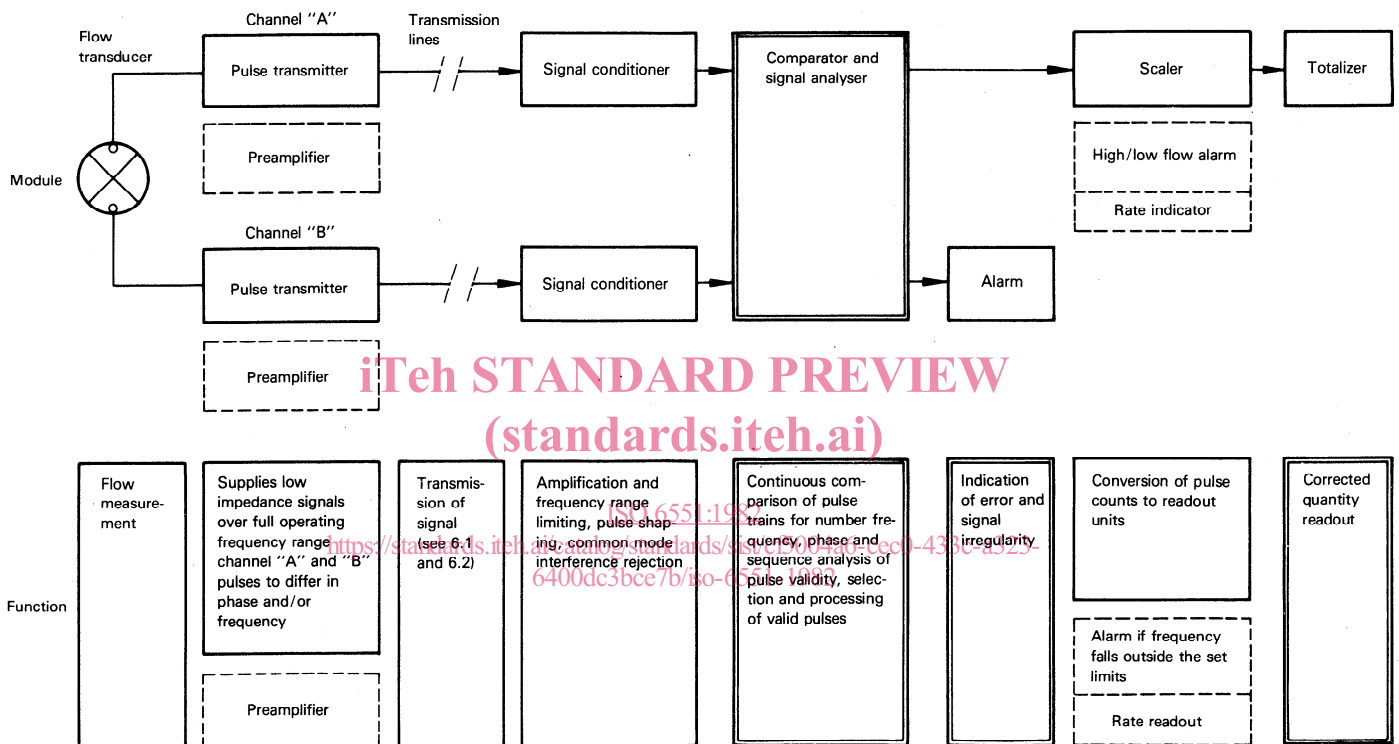 Channel "A"
Transmission
lines
Flow
transducer
Pulse transmitter
Signal conditioner
Comparator and
signal analyser
Scaler
Totalizer
Preamplifier
High/low flow alarm
Rate indicator
Module
Channel "B"
Pulse transmitter
Signal conditioner
Alarm
Preamplifier
iTeh STANDARD PREVIEW
(standards.iteh.ai)
Function
Flow
measure-
ment
Supplies low
impedance signals
over full operating
frequency range
channel "A" and "B"
pulses to differ in
phase and/or
frequency
Preamplifier
Transmis-
sion of
signal
(see 6.1
and 6.2)
Amplification and
frequency range
limiting, pulse shap-
ing, common mode
interference rejection
Continuous com-
parison of pulse
trains for number fre-
quency, phase and
sequence analysis of
pulse validity, selec-
tion and processing
of valid pulses
Indication
of error and
signal
irregularity
Conversion of pulse
counts to readout
units
Alarm if frequency
falls outside the set
limits
Rate readout
Corrected
quantity
readout
ISO 6551:1982
6400dc3bce7b/iso-6551-1982